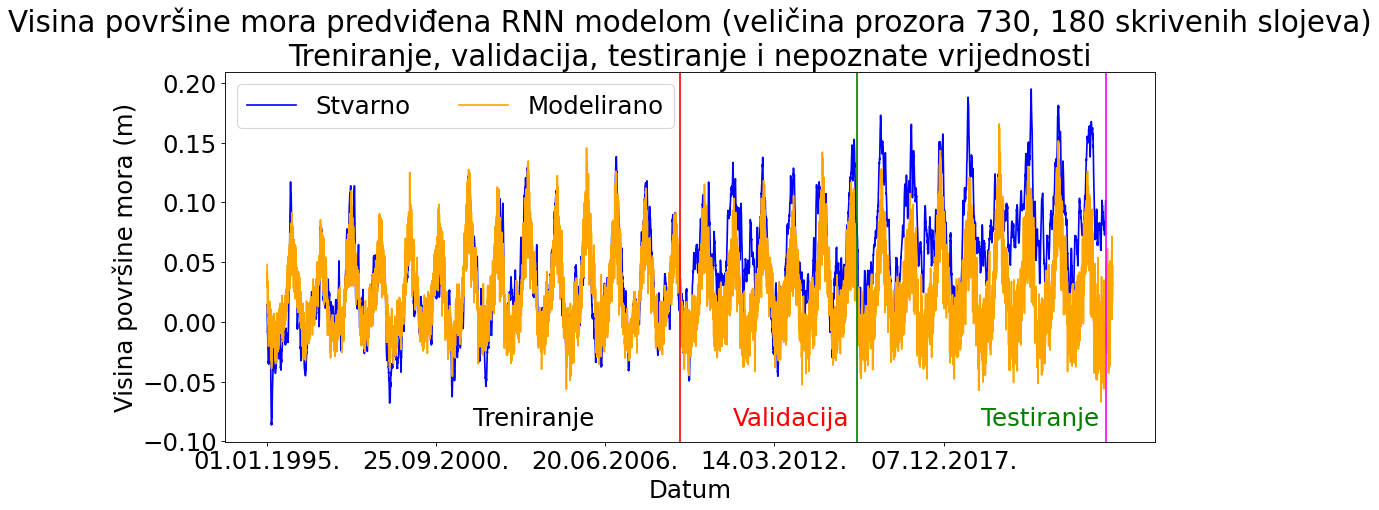 Visina površine mora predviđena RNN modelom (veličina prozora 730, 180 skrivenih slojeva)
Treniranje, validacija, testiranje i nepoznate vrijednosti
Stvarno
Modelirano
Visina površine mora (m)
0.20
0.15
0.10
0.05
0.00
−0.05
−0.10
Treniranje
Validacija
Testiranje
01.01.1995.
25.09.2000.
20.06.2006.
14.03.2012.
07.12.2017.
Datum